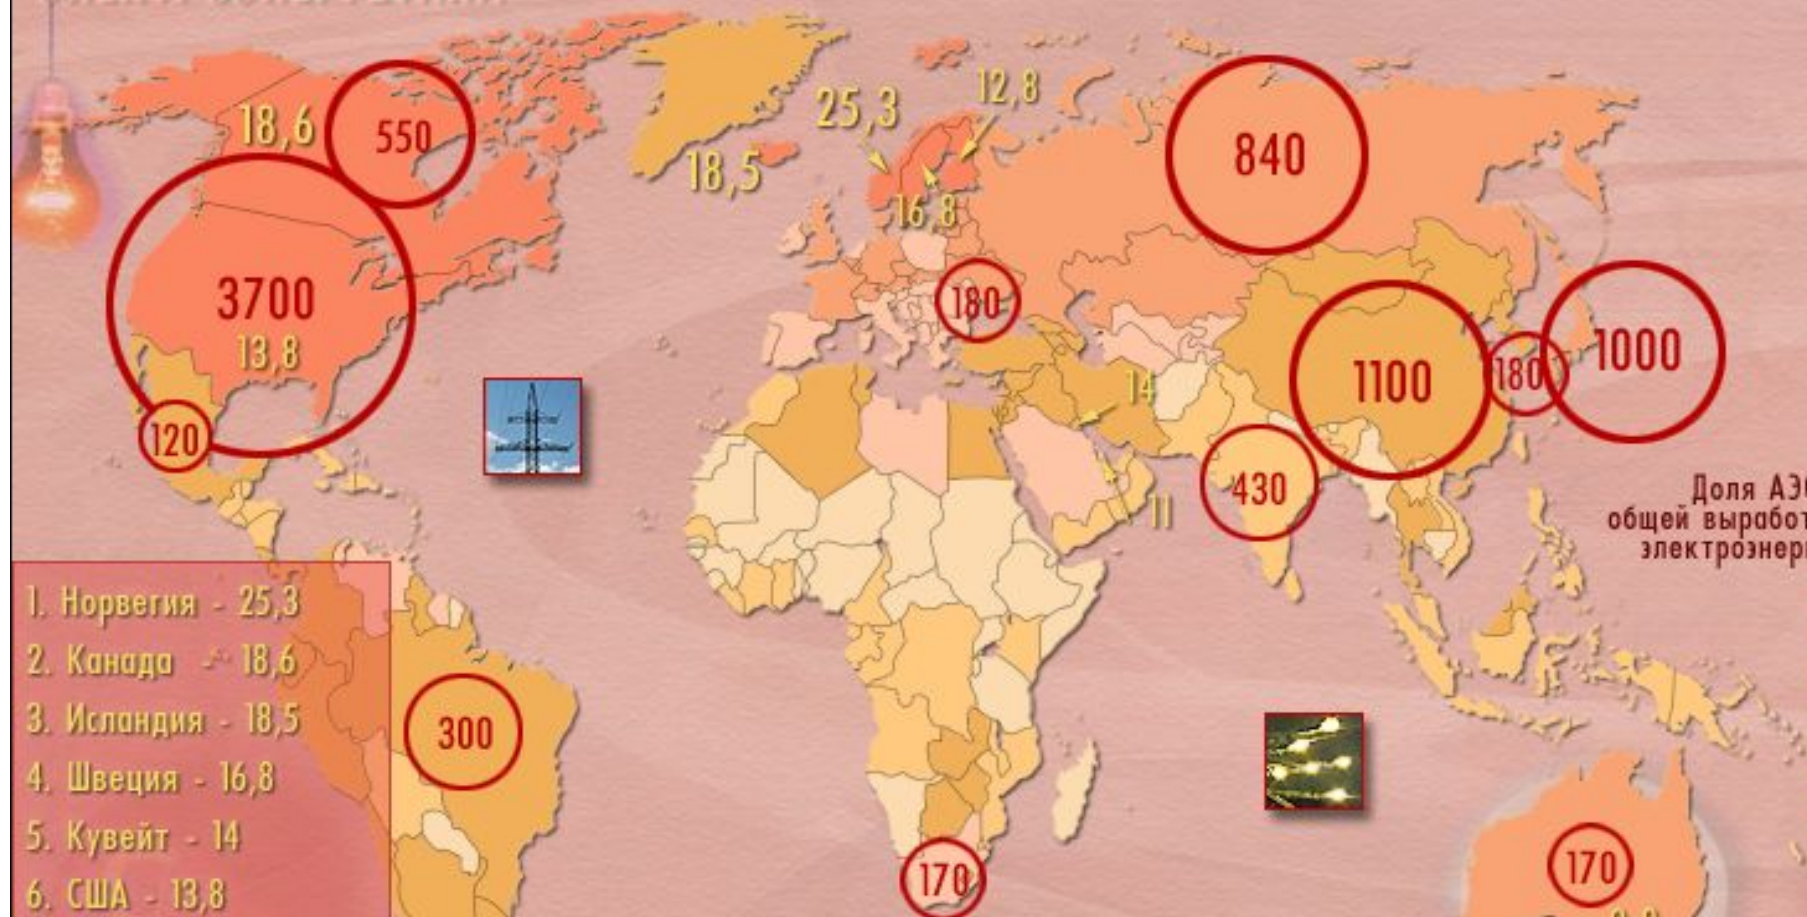 18,6
550
25,3
12,8
840
18,5
16,8
3700
180
1000
13,8
1100
180
14
120
430
11
Доля АЭ
общей выработ
электроэнер
1. Норвегия - 25,3
2. Канада - 18,6
3. Исландия - 18,5
300
4. Швеция - 16,8
5. Кувейт - 14
170
170
6. США - 13,8